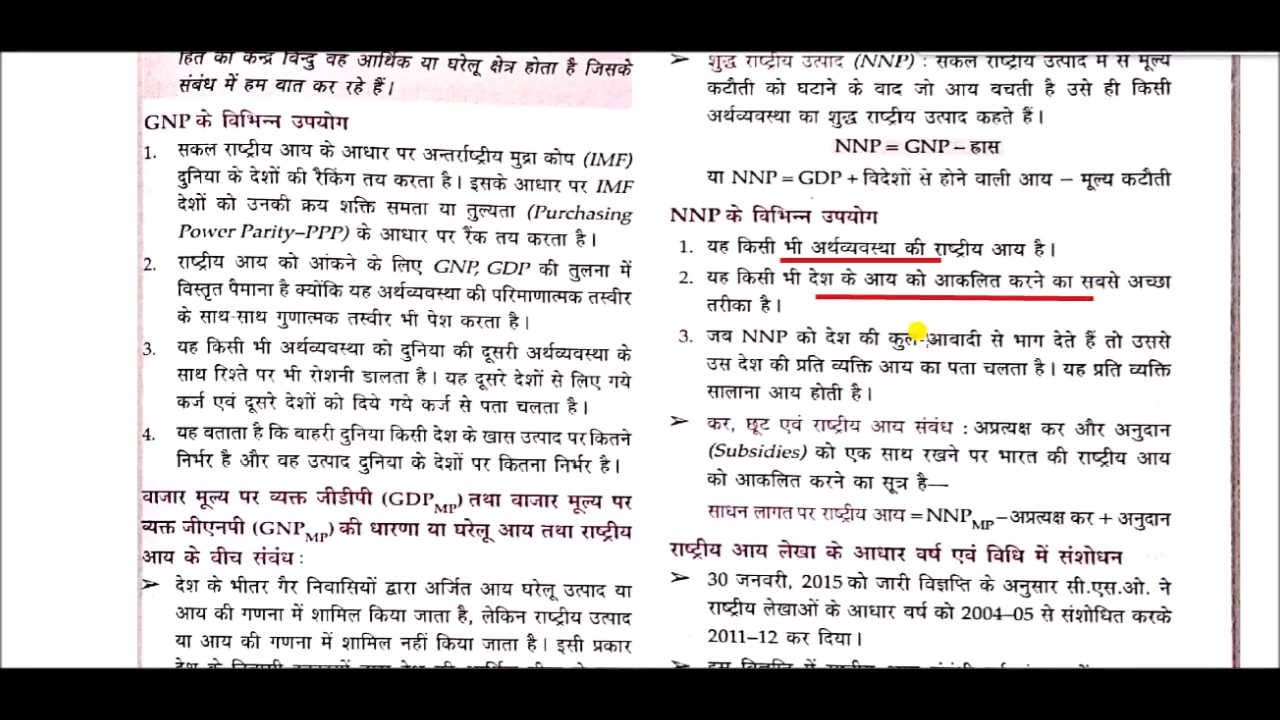 हित का केन्द्र विन्दु वह आर्थिक या घरेलू क्षेत्र होता है जिसके
संबंध में हम वात कर रहे हैं।
GNP के विभिन्न उपयोग
1. सकल राष्ट्रीय आय के आधार पर अन्तर्राष्ट्रीय मुद्रा कोप (IMF)
दुनिया के देशों की रैकिंग तय करता है। इसके आधार पर IMF
देशों को उनकी क्रय शक्ति समता या तुल्यता (Purchasing
Power Parity–PPP) के आधार पर रैंक तय करता है।
2. राष्ट्रीय आय को आंकने के लिए GNP, GDP की तुलना में
विस्तृत पैमाना है क्योंकि यह अर्थव्यवस्था की परिमाणात्मक तस्वीर
के साथ-साथ गुणात्मक तस्वीर भी पेश करता है।
3. यह किसी भी अर्थव्यवस्था को दुनिया की दूसरी अर्थव्यवस्था के
साथ रिश्ते पर भी रोशनी डालता है। यह दूसरे देशों से लिए गये
कर्ज एवं दूसरे देशों को दिये गये कर्ज से पता चलता है।
4. यह वताता है कि वाहरी दुनिया किसी देश के खास उत्पाद पर कितने
निर्भर है और वह उत्पाद दुनिया के देशों पर कितना निर्भर है।
वाजार मूल्य पर व्यक्त जीडीपी (GDPMP) तथा वाजार मूल्य पर
व्यक्त जीएनपी (GNPMP) की धारणा या घरेलू आय तथा राष्ट्रीय
आय के वीच संबंध :
➢ देश के भीतर गैर निवासियों द्वारा अर्जित आय घरेलू उत्पाद या
आय की गणना में शामिल किया जाता है, लेकिन राष्ट्रीय उत्पाद
या आय की गणना में शामिल नहीं किया जाता है। इसी प्रकार
➢ शुद्ध राष्ट्रीय उत्पाद (NNP) : सकल राष्ट्रीय उत्पाद में से मूल्य
कटौती को घटाने के वाद जो आय वचती है उसे ही किसी
अर्थव्यवस्था का शुद्ध राष्ट्रीय उत्पाद कहते हैं।
NNP = GNP – ह्रास
या NNP = GDP + विदेशों से होने वाली आय – मूल्य कटौती
NNP के विभिन्न उपयोग
1. यह किसी भी अर्थव्यवस्था की राष्ट्रीय आय है।
2. यह किसी भी देश के आय को आकलित करने का सबसे अच्छा
तरीका है।
3. जब NNP को देश की कुल आवादी से भाग देते हैं तो उससे
उस देश की प्रति व्यक्ति आय का पता चलता है। यह प्रति व्यक्ति
सालाना आय होती है।
➢ कर, छूट एवं राष्ट्रीय आय संबंध : अप्रत्यक्ष कर और अनुदान
(Subsidies) को एक साथ रखने पर भारत की राष्ट्रीय आय
को आकलित करने का सूत्र है—
साधन लागत पर राष्ट्रीय आय = NNPMP – अप्रत्यक्ष कर + अनुदान
राष्ट्रीय आय लेखा के आधार वर्ष एवं विधि में संशोधन
➢ 30 जनवरी, 2015 को जारी विज्ञप्ति के अनुसार सी.एस.ओ. ने
राष्ट्रीय लेखाओं के आधार वर्ष को 2004–05 से संशोधित करके
2011–12 कर दिया।